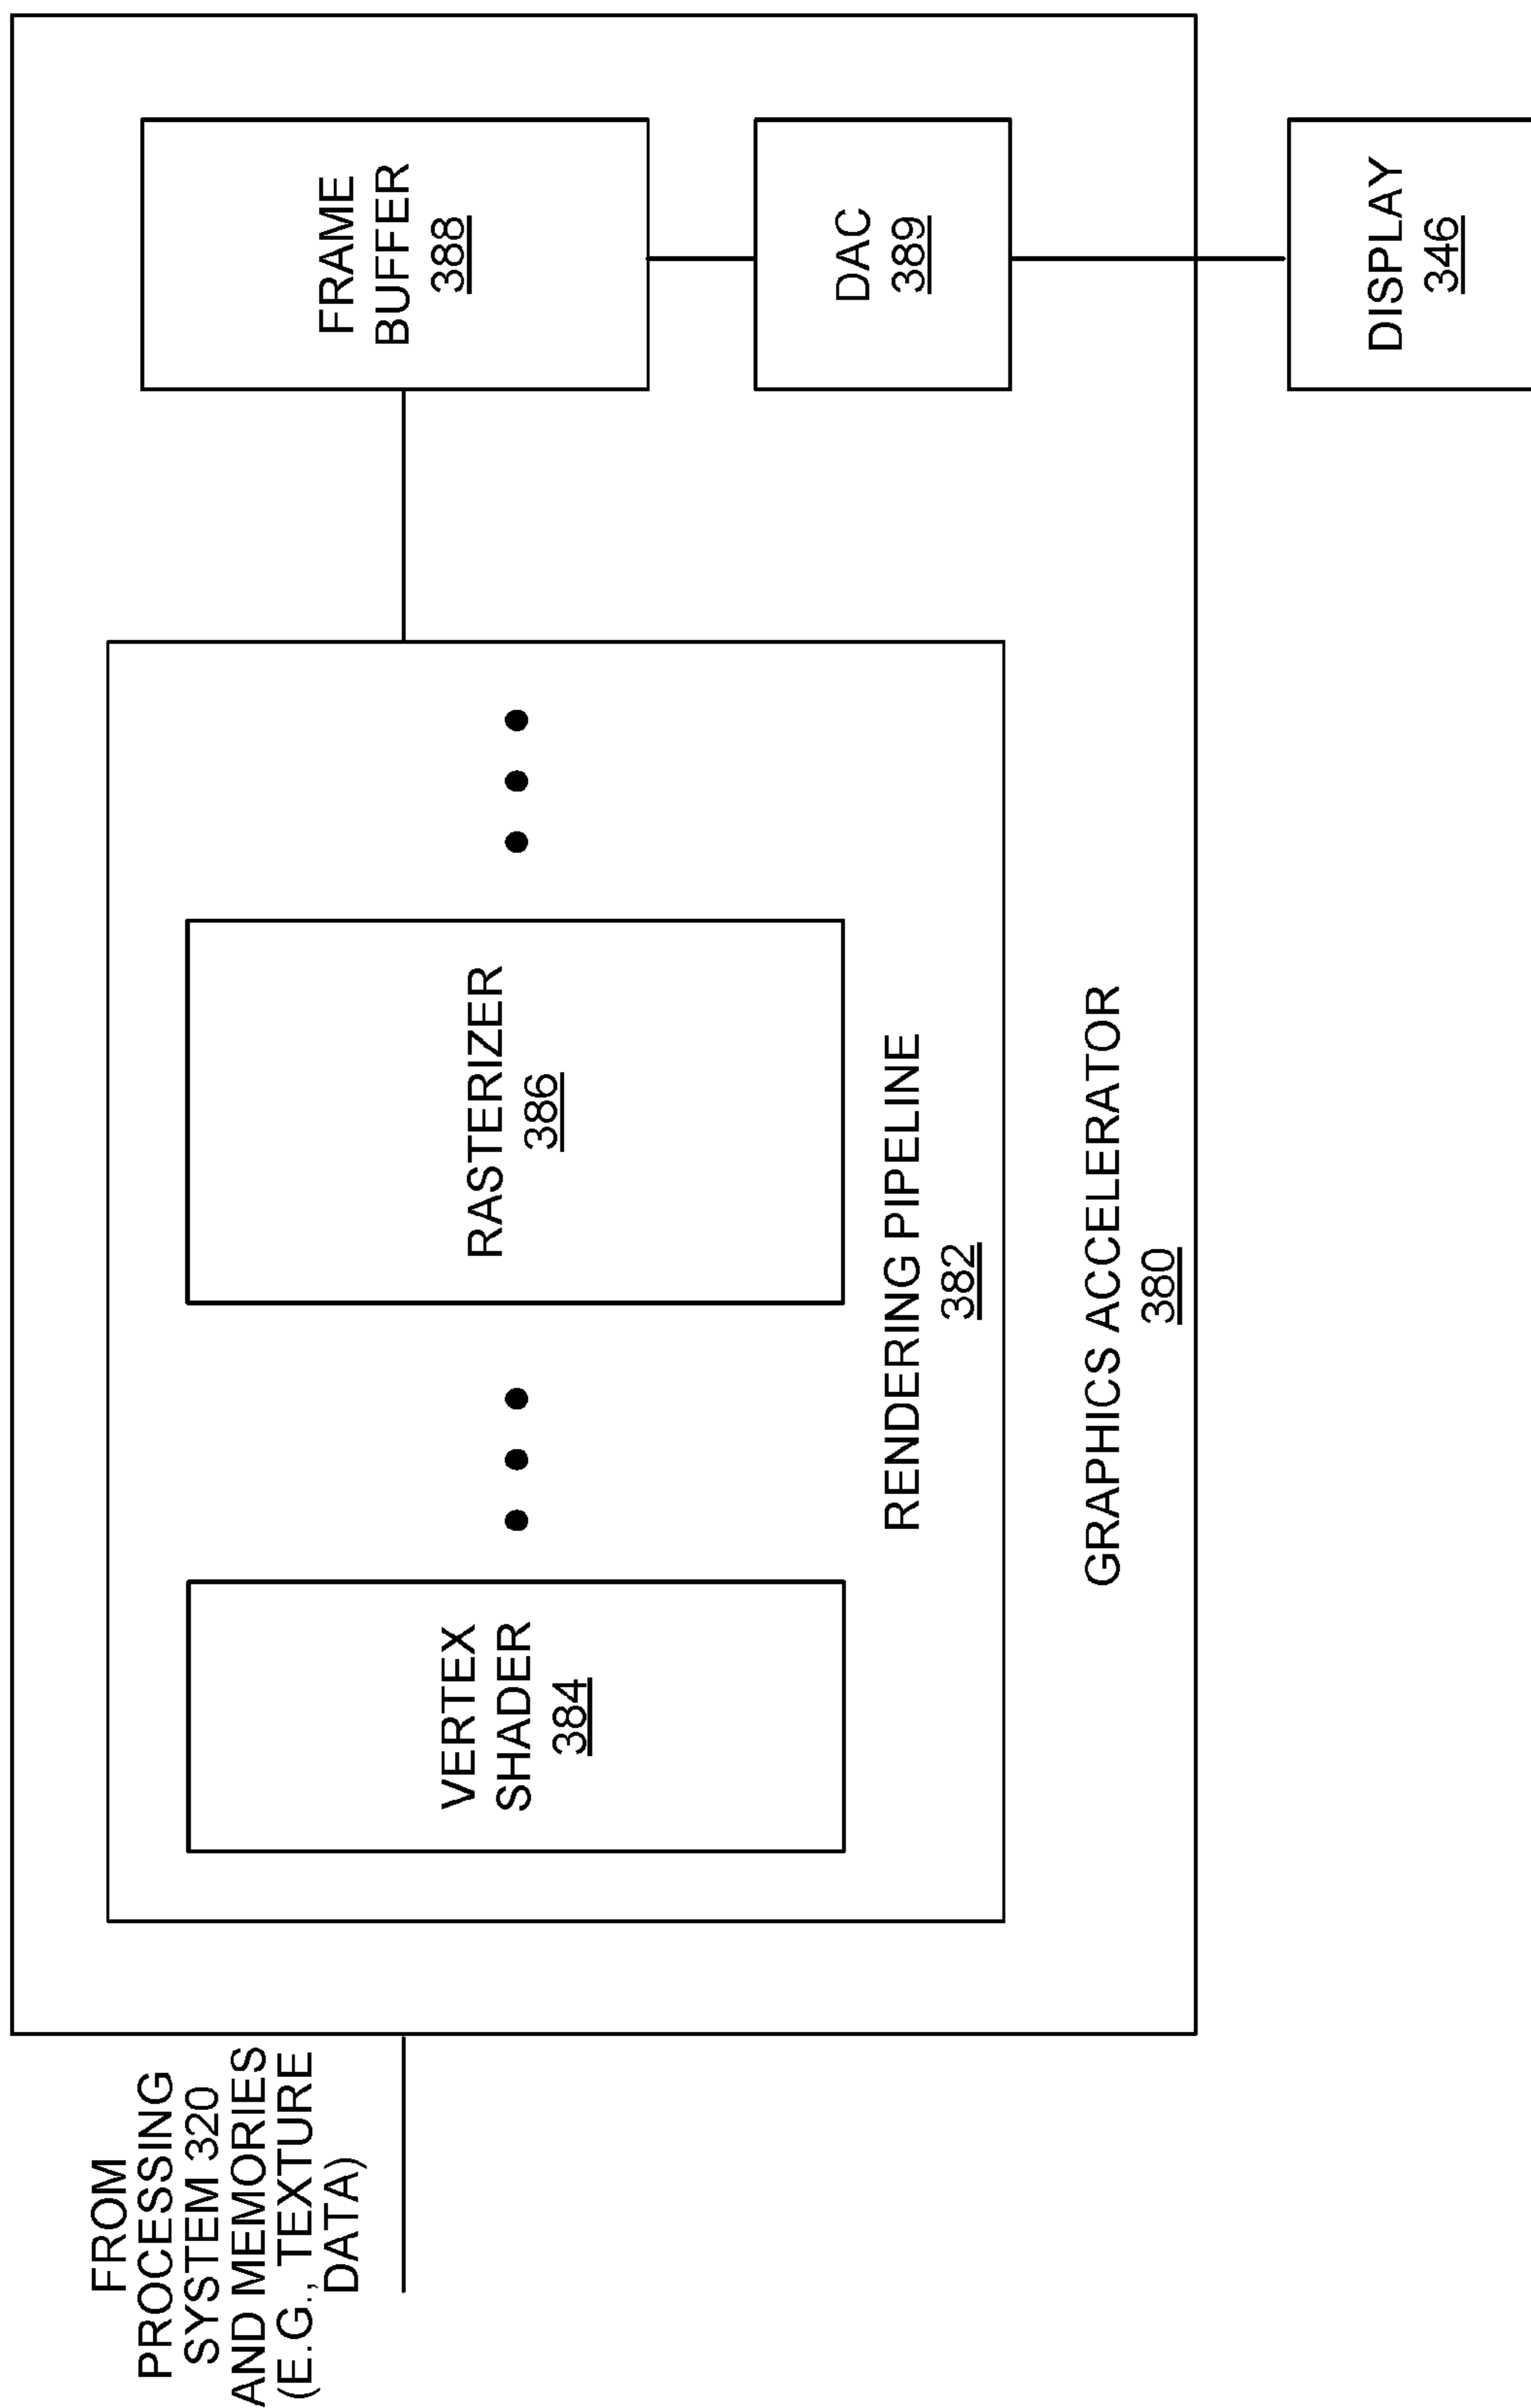 FROM
PROCESSING
SYSTEM 320
AND MEMORIES
(E.G., TEXTURE
DATA)
VERTEX
SHADER
384
RASTERIZER
386
RENDERING PIPELINE
382
GRAPHICS ACCELERATOR
380
FRAME
BUFFER
388
DAC
389
DISPLAY
346